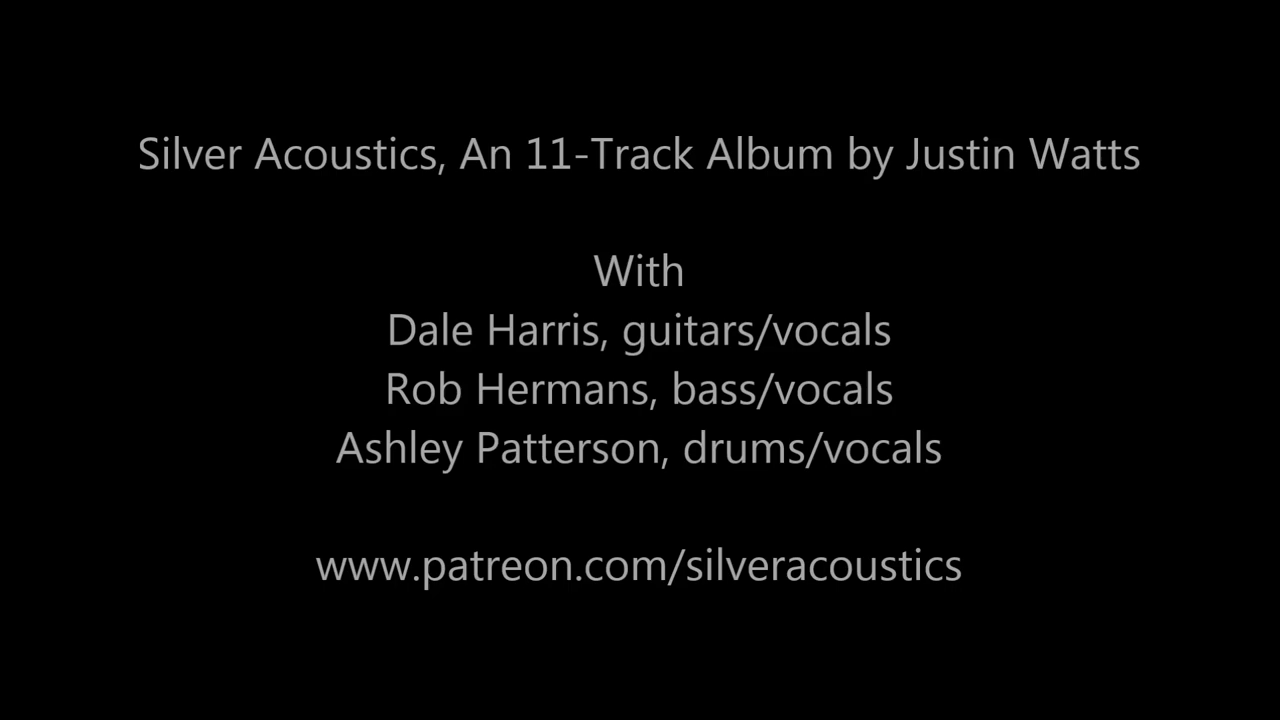 Silver Acoustics, An 11-Track Album by Justin Watts
With
Dale Harris, guitars/vocals
Rob Hermans, bass/vocals
Ashley Patterson, drums/vocals
www.patreon.com/silveracoustics